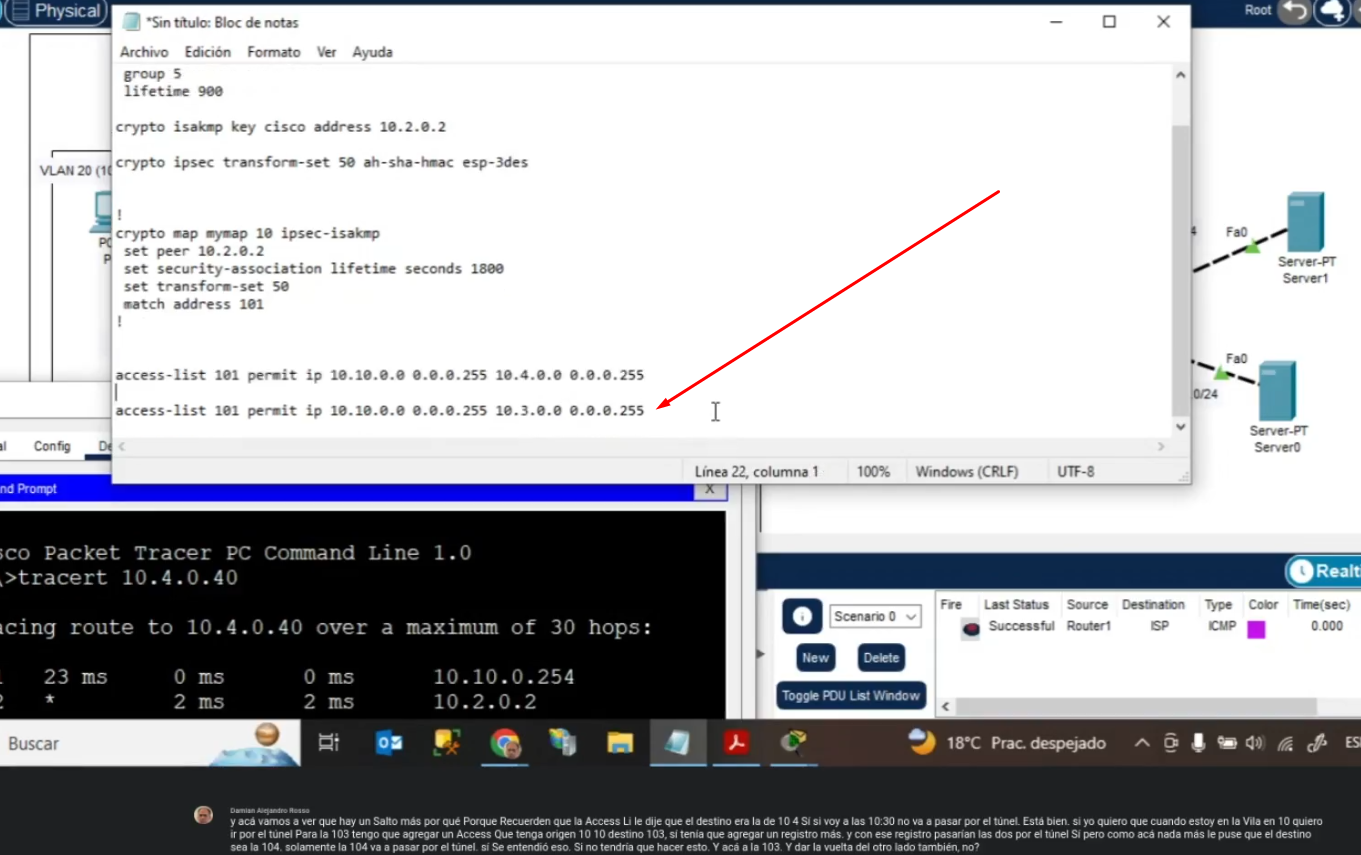 Physical
Root
*Sin título: Bloc de notas
Archivo Edición Formato Ver Ayuda
group 5
lifetime 900
crypto isakmp key cisco address 10.2.0.2
crypto ipsec transform-set 50 ah-sha-hmac esp-3des
!
crypto map mymap 10 ipsec-isakmp
set peer 10.2.0.2
set security-association lifetime seconds 1800
set transform-set 50
match address 101
!
access-list 101 permit ip 10.10.0.0 0.0.0.255 10.4.0.0 0.0.0.255
access-list 101 permit ip 10.10.0.0 0.0.0.255 10.3.0.0 0.0.0.255
Línea 22, columna 1 100% Windows (CRLF) UTF-8
VLAN 20 (10
PC
P
4 Fa0
Server-PT
Server1
Fa0
0/24
Server-PT
Server0
al Config De
nd Prompt X
sco Packet Tracer PC Command Line 1.0
\>tracert 10.4.0.40
acing route to 10.4.0.40 over a maximum of 30 hops:
1 23 ms 0 ms 0 ms 10.10.0.254
2 * 2 ms 2 ms 10.2.0.2
Realti
Scenario 0
New Delete
Toggle PDU List Window
Fire Last Status Source Destination Type Color Time(sec)
Successful Router1 ISP ICMP 0.000
Buscar
18°C Prac. despejado
ES
Damian Alejandro Rosso
y acá vamos a ver que hay un Salto más por qué Porque Recuerden que la Access Li le dije que el destino era la de 10 4 Sí si voy a las 10:30 no va a pasar por el túnel. Está bien. si yo quiero que cuando estoy en la Vila en 10 quiero
ir por el túnel Para la 103 tengo que agregar un Access Que tenga origen 10 10 destino 103, sí tenía que agregar un registro más. y con ese registro pasarían las dos por el túnel Sí pero como acá nada más le puse que el destino
sea la 104. solamente la 104 va a pasar por el túnel. sí Se entendió eso. Si no tendría que hacer esto. Y acá a la 103. Y dar la vuelta del otro lado también, no?